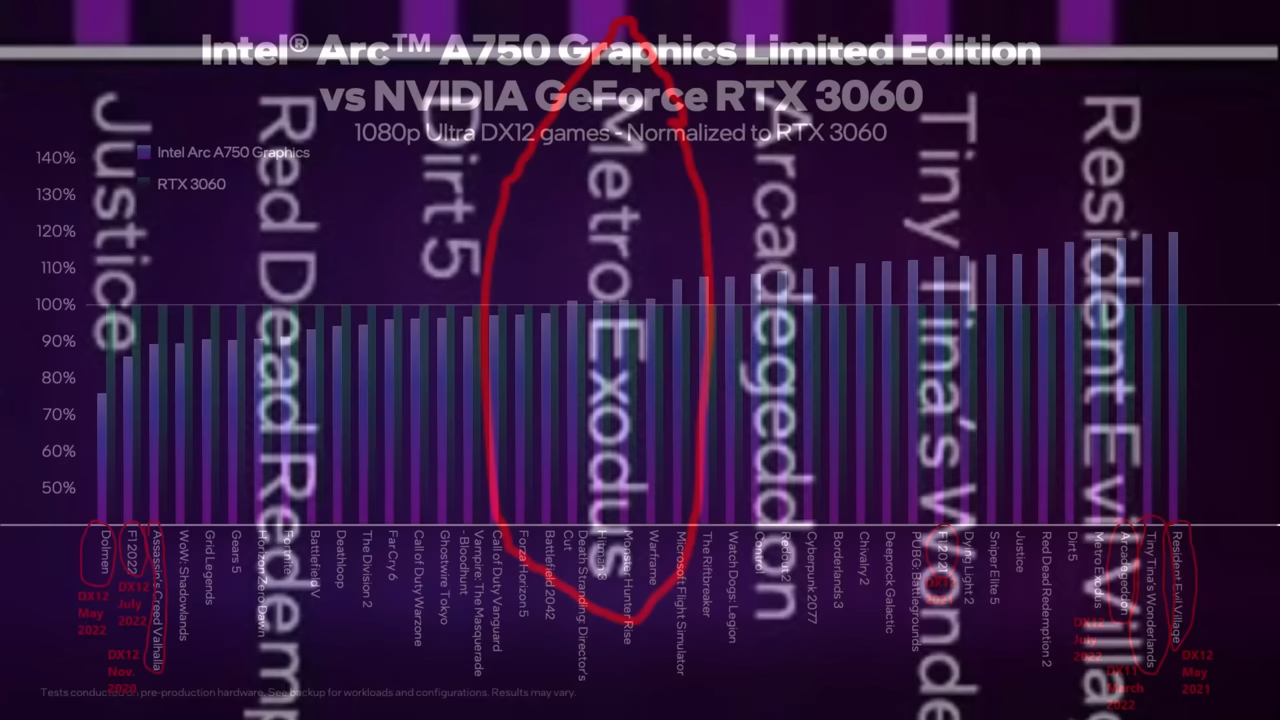 Intel® Arc™ A750 Graphics Limited Edition
vs NVIDIA GeForce RTX 3060
1080p Ultra DX12 games - Normalized to RTX 3060
Intel Arc A750 Graphics
RTX 3060
140%
130%
120%
110%
100%
90%
80%
70%
60%
50%
Justice
Red Dead Redemp
Dirt 5
Metro Exodus
Arcadegeddon
Tiny Tina's Wonde
Resident Evil Villa
Dolmen
F1 2022
Assassin's Creed Valhalla
WoW: Shadowlands
Grid Legends
Gears 5
Horizon Zero Dawn
Fortnite
Battlefield V
Deathloop
The Division 2
Far Cry 6
Call of Duty Warzone
Ghostwire Tokyo
Vampire: The Masquerade
- Bloodhunt
Call of Duty Vanguard
Forza Horizon 5
Battlefield 2042
Death Stranding: Director's
Cut
Hitman 3
Monster Hunter Rise
Warframe
Microsoft Flight Simulator
The Riftbreaker
Watch Dogs: Legion
Control
Cyberpunk 2077
Borderlands 3
Chivalry 2
Deeprock Galactic
PUBG: Battlegrounds
F1 2021
Dying Light 2
Sniper Elite 5
Justice
Red Dead Redemption 2
Dirt 5
Metro Exodus
Arcadegeddon
Tiny Tina's Wonderlands
Resident Evil Village
DX12
May
2022
DX12
July
2022
DX12
Nov.
2020
DX12
July
2022
DX11
March
2022
DX12
May
2021
Tests conducted on pre-production hardware. See backup for workloads and configurations. Results may vary.